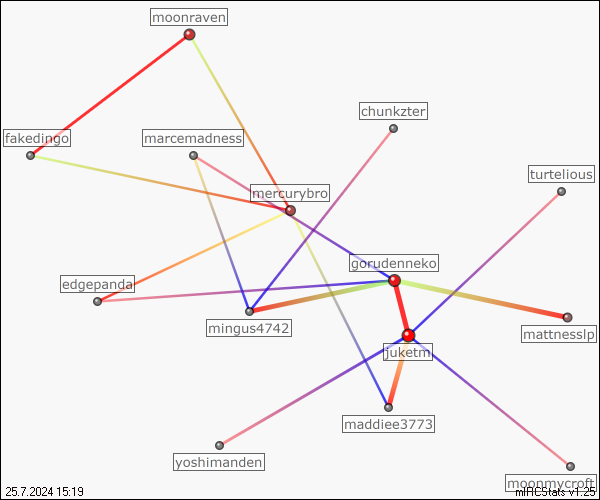 moonraven
chunkzter
fakedingo
marcemadness
turtelious
mercurybro
gorudenneko
edgepanda
mingus4742
mattnesslp
juketm
maddiee3773
yoshimanden
moonmycroft
25.7.2024 15:19
mIRCStats v1.25